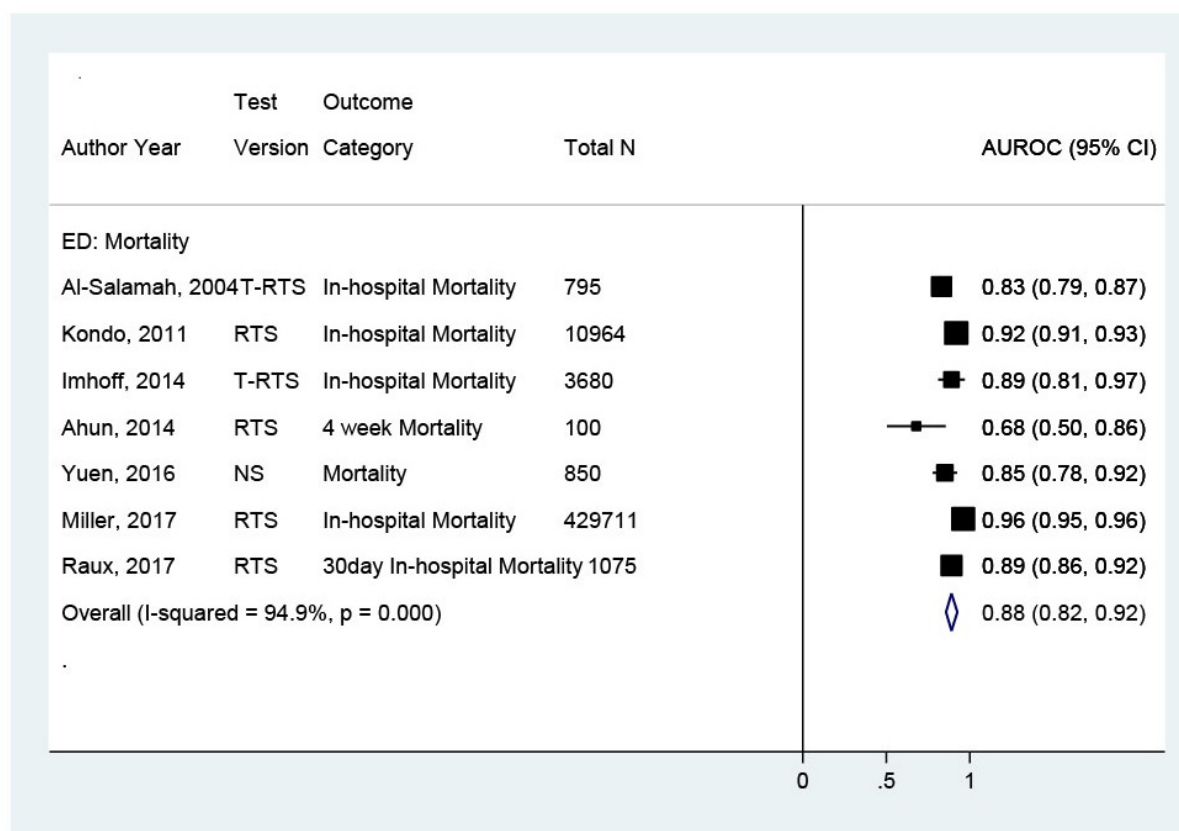 Test Outcome
Author Year Version Category Total N AUROC (95% CI)
ED: Mortality
Al-Salamah, 2004 T-RTS In-hospital Mortality 795 0.83 (0.79, 0.87)
Kondo, 2011 RTS In-hospital Mortality 10964 0.92 (0.91, 0.93)
Imhoff, 2014 T-RTS In-hospital Mortality 3680 0.89 (0.81, 0.97)
Ahun, 2014 RTS 4 week Mortality 100 0.68 (0.50, 0.86)
Yuen, 2016 NS Mortality 850 0.85 (0.78, 0.92)
Miller, 2017 RTS In-hospital Mortality 429711 0.96 (0.95, 0.96)
Raux, 2017 RTS 30day In-hospital Mortality 1075 0.89 (0.86, 0.92)
Overall (I-squared = 94.9%, p = 0.000) 0.88 (0.82, 0.92)
.
0 .5 1